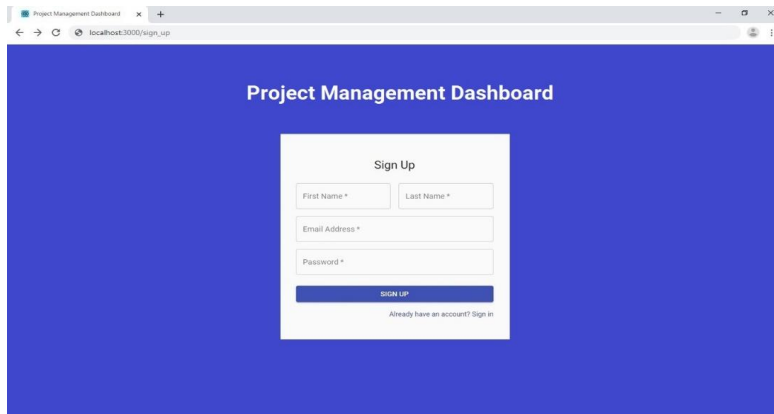 Project Management Dashboard
localhost:3000/sign_up
Project Management Dashboard
Sign Up
First Name * Last Name *
Email Address *
Password *
SIGN UP
Already have an account? Sign in